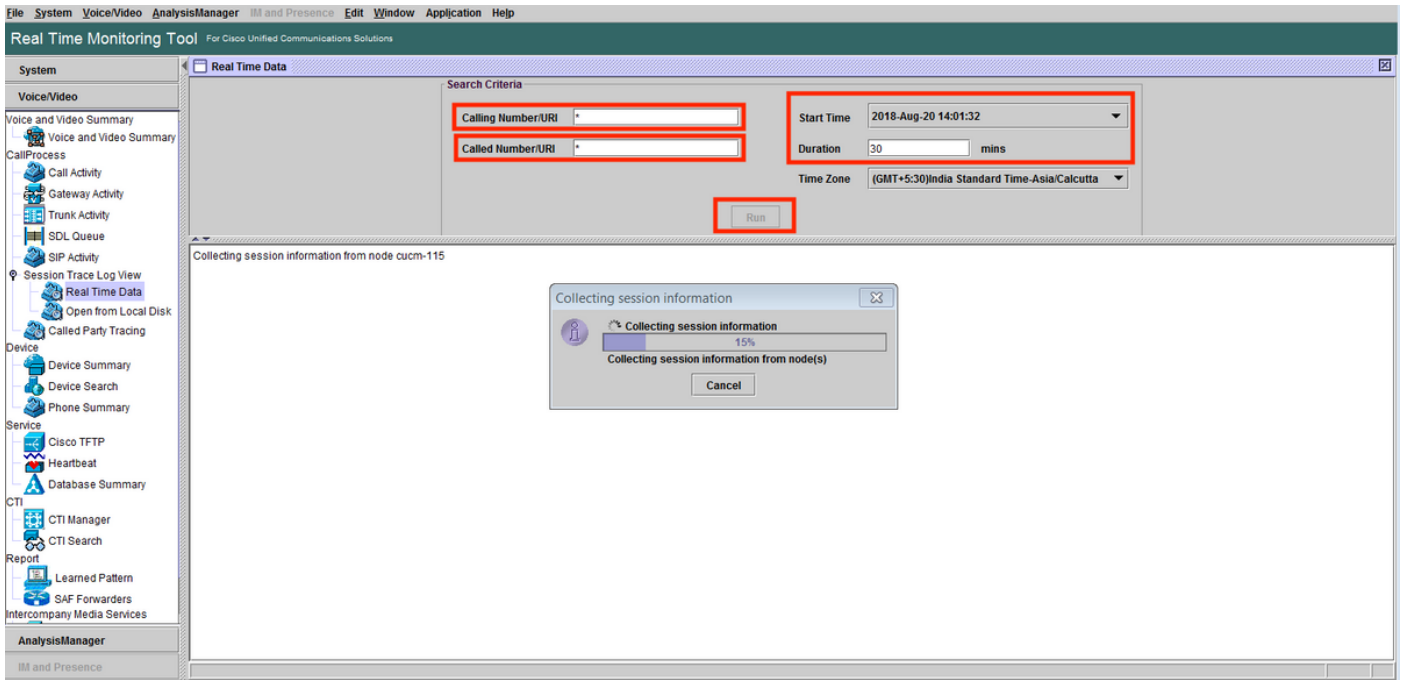 File System Voice/Video AnalysisManager IM and Presence Edit Window Application Help
Real Time Monitoring Tool For Cisco Unified Communications Solutions
System
Voice/Video
Voice and Video Summary
Voice and Video Summary
CallProcess
Call Activity
Gateway Activity
Trunk Activity
SDL Queue
SIP Activity
Session Trace Log View
Real Time Data
Open from Local Disk
Called Party Tracing
Device
Device Summary
Device Search
Phone Summary
Service
Cisco TFTP
Heartbeat
Database Summary
CTI
CTI Manager
CTI Search
Report
Learned Pattern
SAF Forwarders
Intercompany Media Services
AnalysisManager
IM and Presence
Real Time Data
Search Criteria
Calling Number/URI *
Called Number/URI *
Start Time 2018-Aug-20 14:01:32
Duration 30 mins
Time Zone (GMT+5:30)India Standard Time-Asia/Calcutta
Run
Collecting session information from node cucm-115
Collecting session information
Collecting session information
15%
Collecting session information from node(s)
Cancel